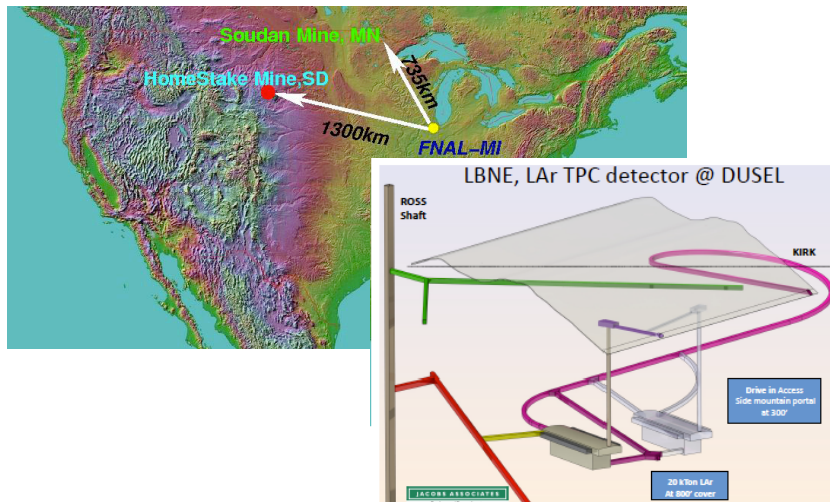 Soudan Mine, MN
HomeStake Mine,SD
735km
1300km
FNAL-MI
LBNE, LAr TPC detector @ DUSEL
ROSS
Shaft
KIRK
Drive in Access
Side mountain portal
at 300'
20 kTon LAr
At 800' cover
JACOBS ASSOCIATES